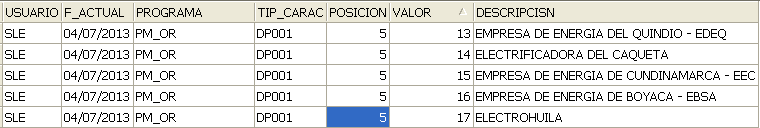 USUARIO F_ACTUAL PROGRAMA TIP_CARAC POSICION VALOR DESCRIPCISN
SLE 04/07/2013 PM_OR DP001 5 13 EMPRESA DE ENERGIA DEL QUINDIO - EDEQ
SLE 04/07/2013 PM_OR DP001 5 14 ELECTRIFICADORA DEL CAQUETA
SLE 04/07/2013 PM_OR DP001 5 15 EMPRESA DE ENERGIA DE CUNDINAMARCA - EEC
SLE 04/07/2013 PM_OR DP001 5 16 EMPRESA DE ENERGIA DE BOYACA - EBSA
SLE 04/07/2013 PM_OR DP001 5 17 ELECTROHUILA